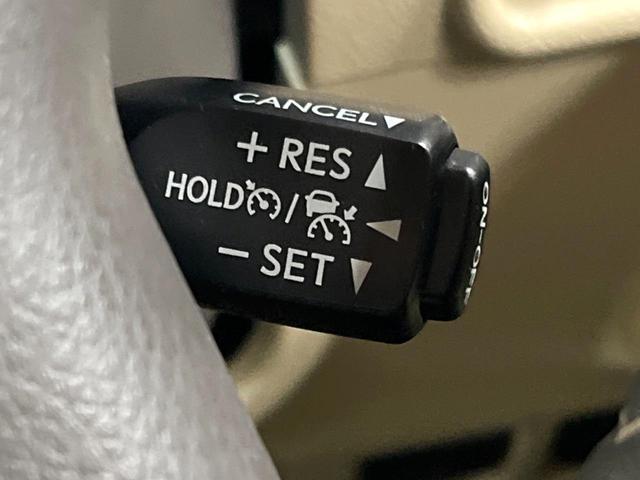 CANCEL
+ RES
HOLD /
- SET
ON-OFF